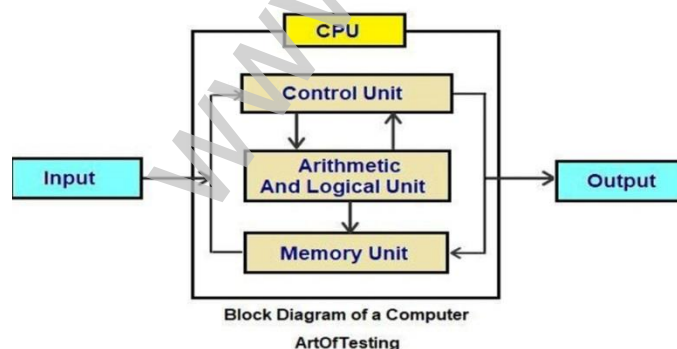 CPU
Control Unit
Arithmetic
And Logical Unit
Memory Unit
Input
Output
Block Diagram of a Computer
ArtOfTesting